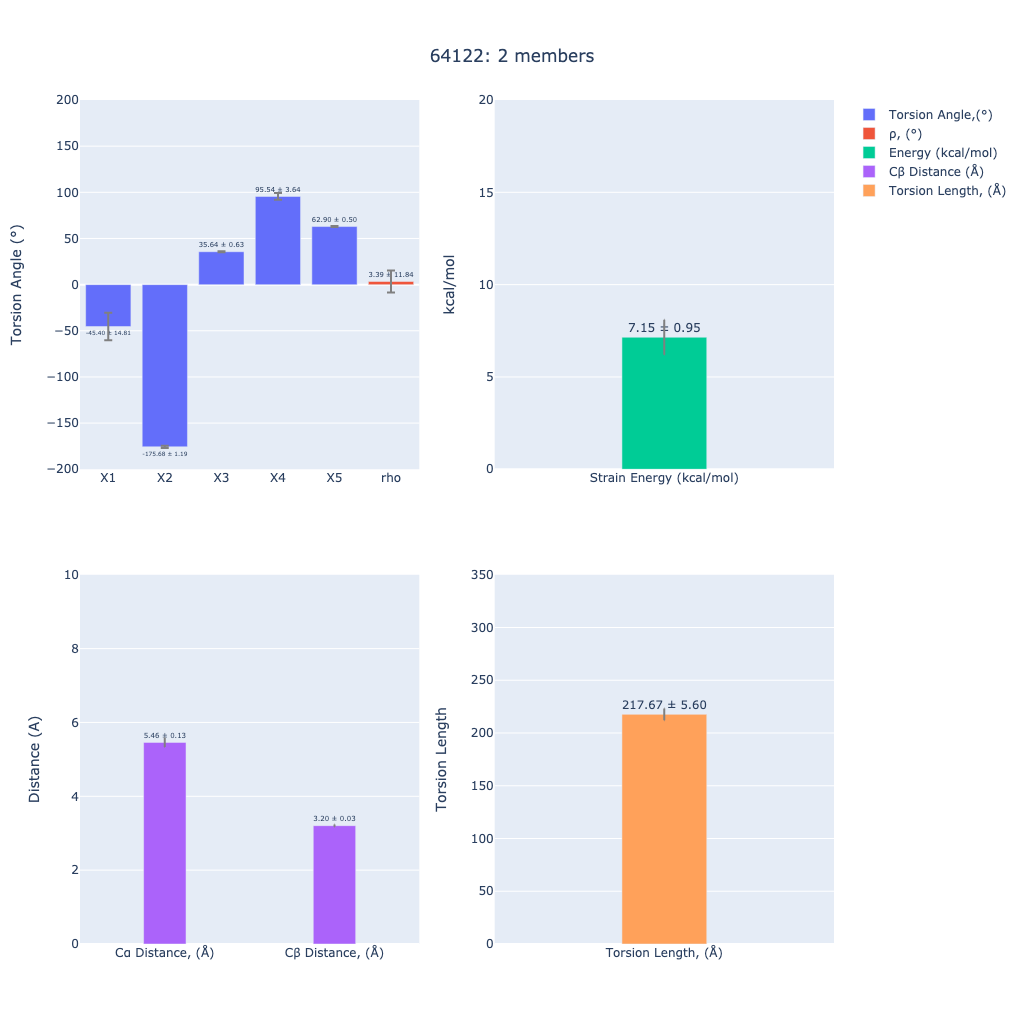 64122: 2 members
Torsion Angle (°)
200
150
100
50
0
−50
−100
−150
−200
-45.40 ± 14.81
-175.68 ± 1.19
35.64 ± 0.63
95.54 ± 3.64
62.90 ± 0.50
3.39 ± 11.84
X1 X2 X3 X4 X5 rho
kcal/mol
20
15
10
5
0
7.15 ± 0.95
Strain Energy (kcal/mol)
Torsion Angle,(°)
ρ, (°)
Energy (kcal/mol)
Cβ Distance (Å)
Torsion Length, (Å)
Distance (A)
10
8
6
4
2
0
5.46 ± 0.13
3.20 ± 0.03
Cα Distance, (Å) Cβ Distance, (Å)
Torsion Length
350
300
250
200
150
100
50
0
217.67 ± 5.60
Torsion Length, (Å)